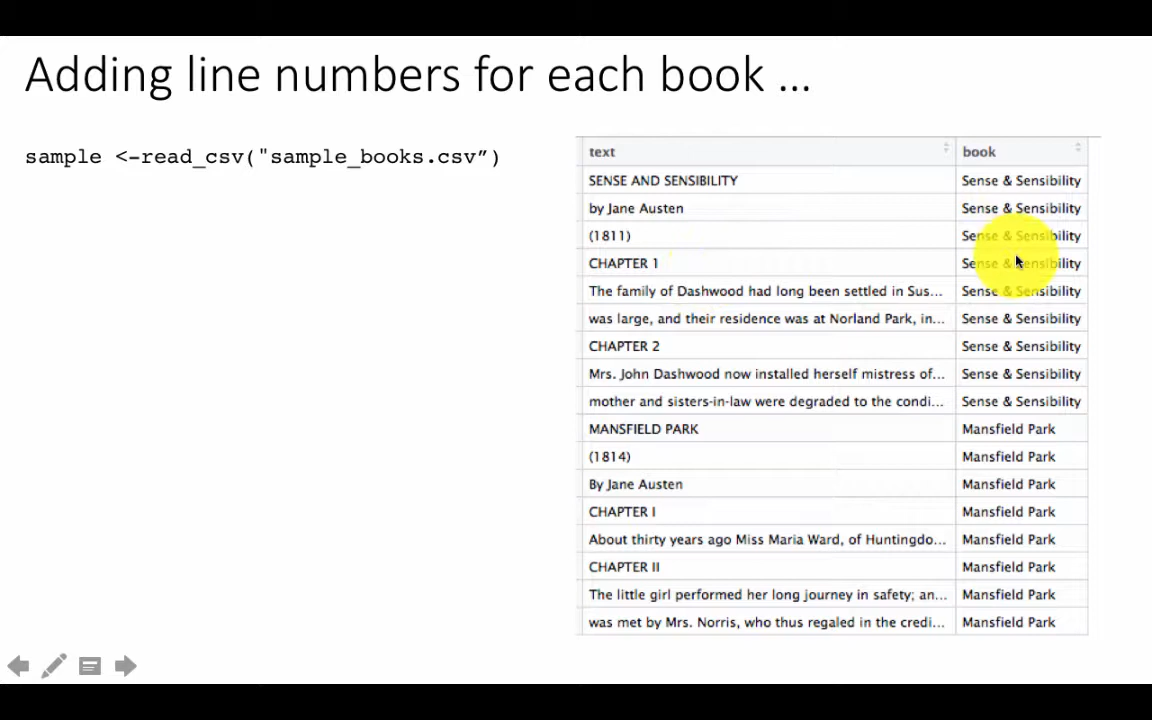 Adding line numbers for each book ...
sample <-read_csv("sample_books.csv”)
text book
SENSE AND SENSIBILITY Sense & Sensibility
by Jane Austen Sense & Sensibility
(1811) Sense & Sensibility
CHAPTER 1 Sense & Sensibility
The family of Dashwood had long been settled in Sus... Sense & Sensibility
was large, and their residence was at Norland Park, in... Sense & Sensibility
CHAPTER 2 Sense & Sensibility
Mrs. John Dashwood now installed herself mistress of... Sense & Sensibility
mother and sisters-in-law were degraded to the condi... Sense & Sensibility
MANSFIELD PARK Mansfield Park
(1814) Mansfield Park
By Jane Austen Mansfield Park
CHAPTER I Mansfield Park
About thirty years ago Miss Maria Ward, of Huntingdo... Mansfield Park
CHAPTER II Mansfield Park
The little girl performed her long journey in safety; an... Mansfield Park
was met by Mrs. Norris, who thus regaled in the credi... Mansfield Park